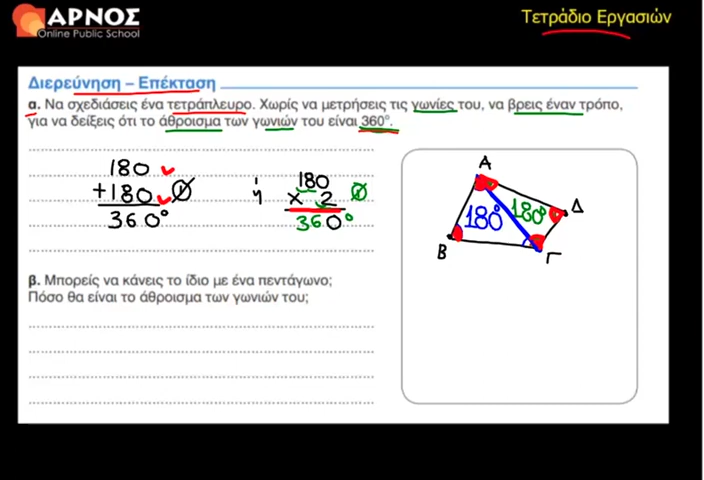 ΑΡΝΟΣ
Online Public School
Τετράδιο Εργασιών
Διερεύνηση – Επέκταση
α. Να σχεδιάσεις ένα τετράπλευρο. Χωρίς να μετρήσεις τις γωνίες του, να βρεις έναν τρόπο,
για να δείξεις ότι το άθροισμα των γωνιών του είναι 360°.
180
+180
360°
ή
180
x 2
360°
Α
180°
180°
Δ
Β
Γ
β. Μπορείς να κάνεις το ίδιο με ένα πεντάγωνο;
Πόσο θα είναι το άθροισμα των γωνιών του;